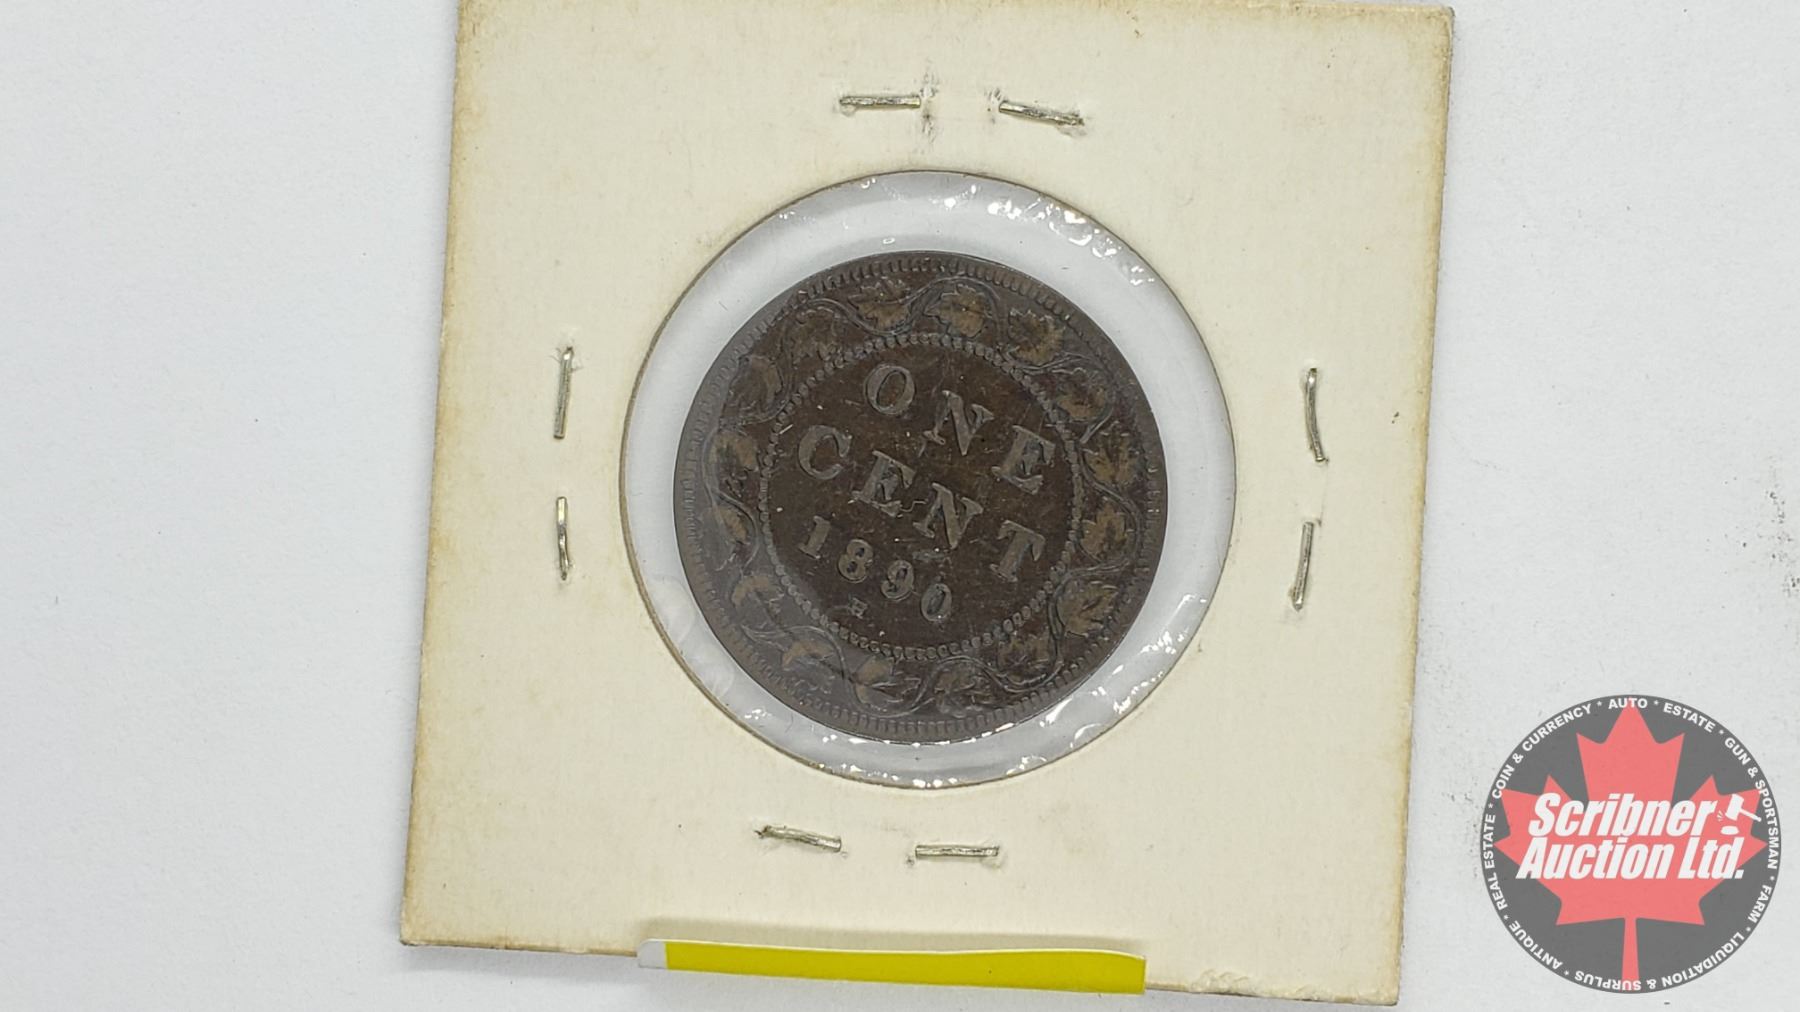 ONE
CENT
1890
H
Scribner
Auction Ltd.
ANTIQUE * REAL ESTATE * COIN & CURRENCY * AUTO * ESTATE * GUN & SPORTSMAN * FARM * LIQUIDATION & SURPLUS *